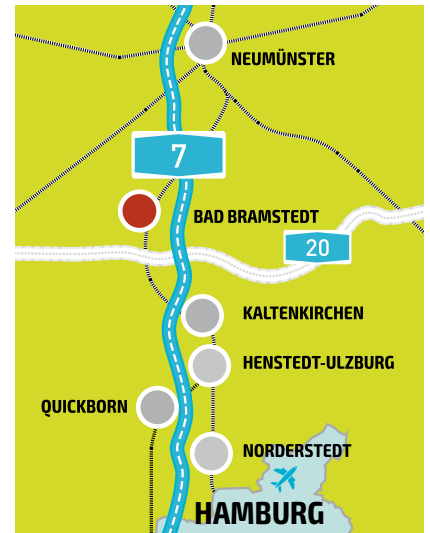 NEUMÜNSTER
7
BAD BRAMSTEDT
20
KALTENKIRCHEN
HENSTEDT-ULZBURG
QUICKBORN
NORDERSTEDT
HAMBURG